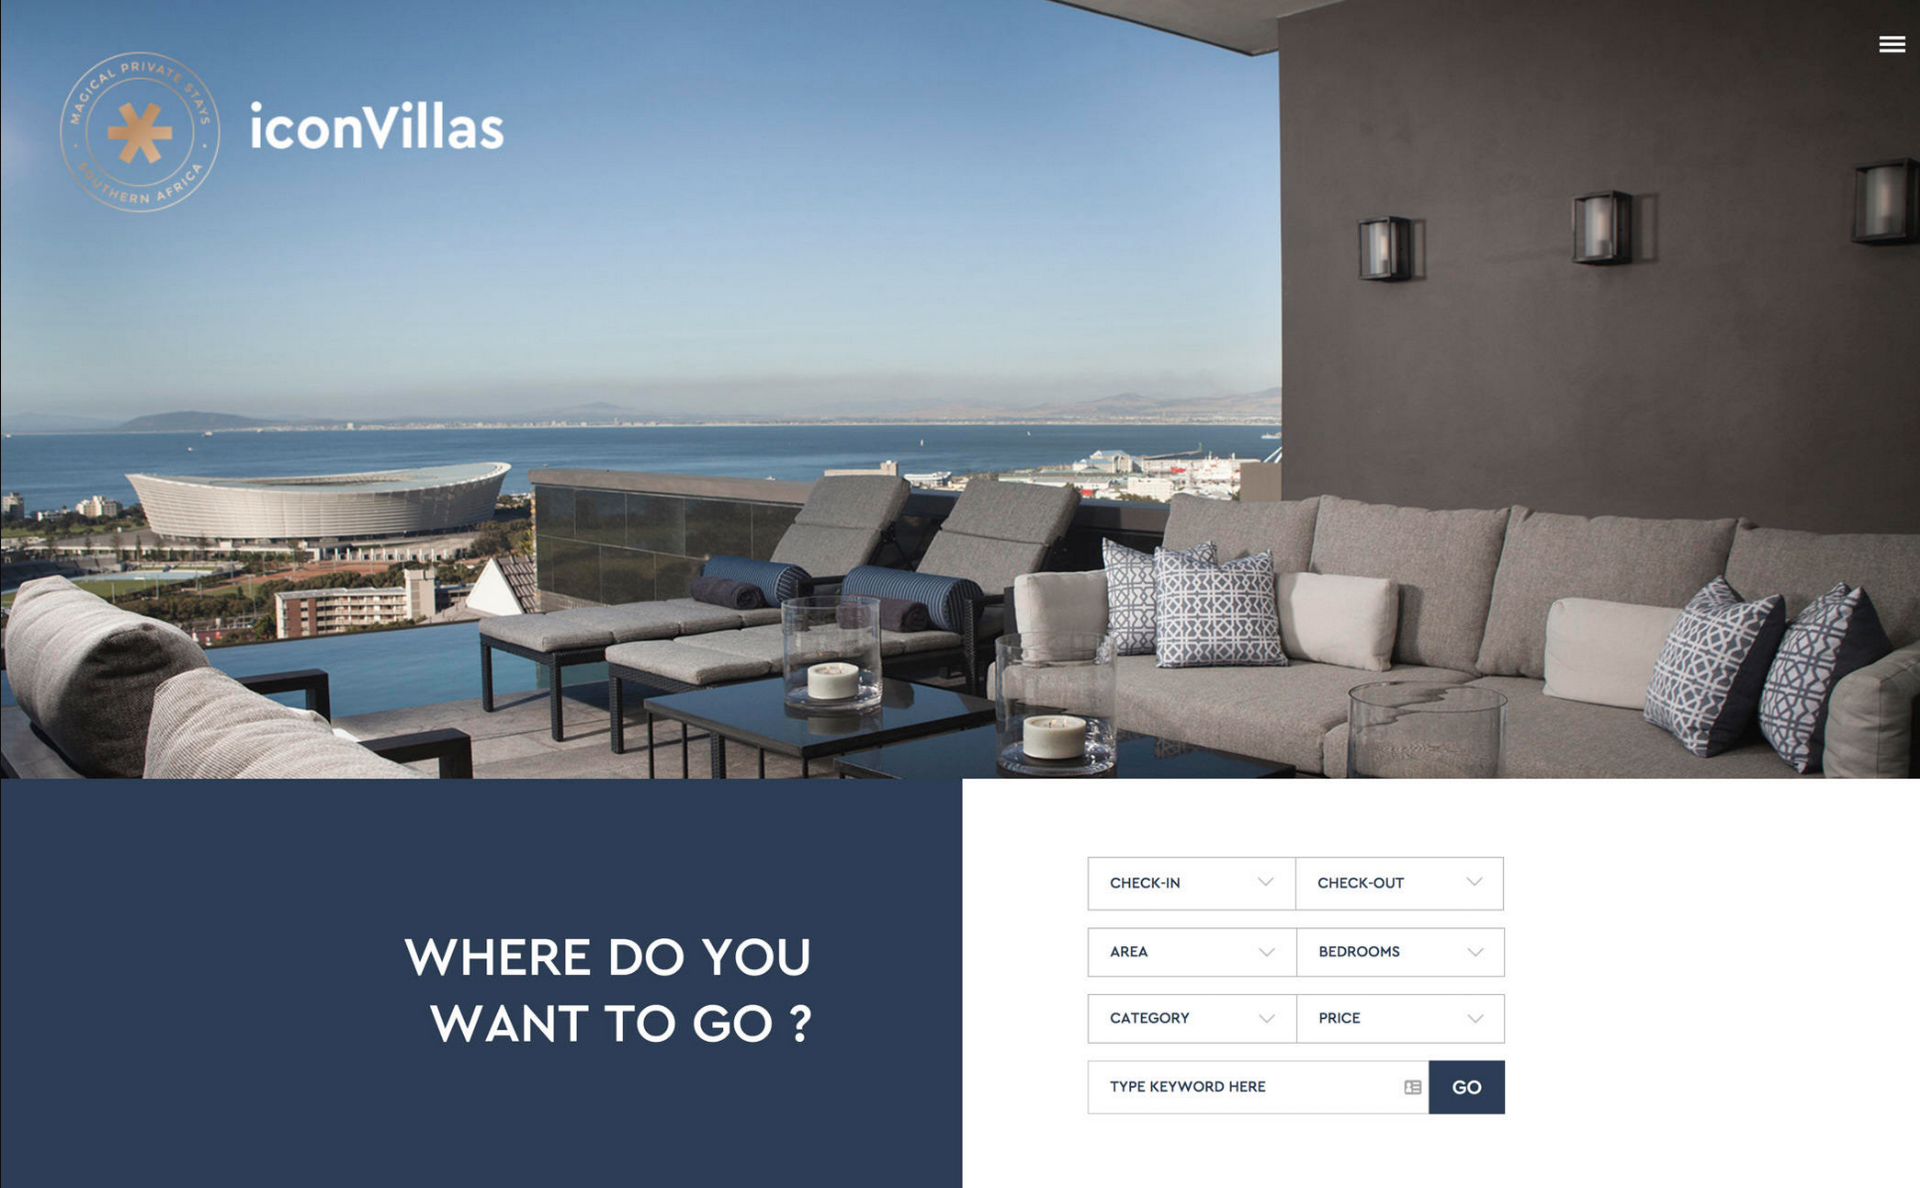 MAGICAL PRIVATE STAYS
SOUTHERN AFRICA
iconVillas
WHERE DO YOU
WANT TO GO ?
CHECK-IN
CHECK-OUT
AREA
BEDROOMS
CATEGORY
PRICE
TYPE KEYWORD HERE
GO